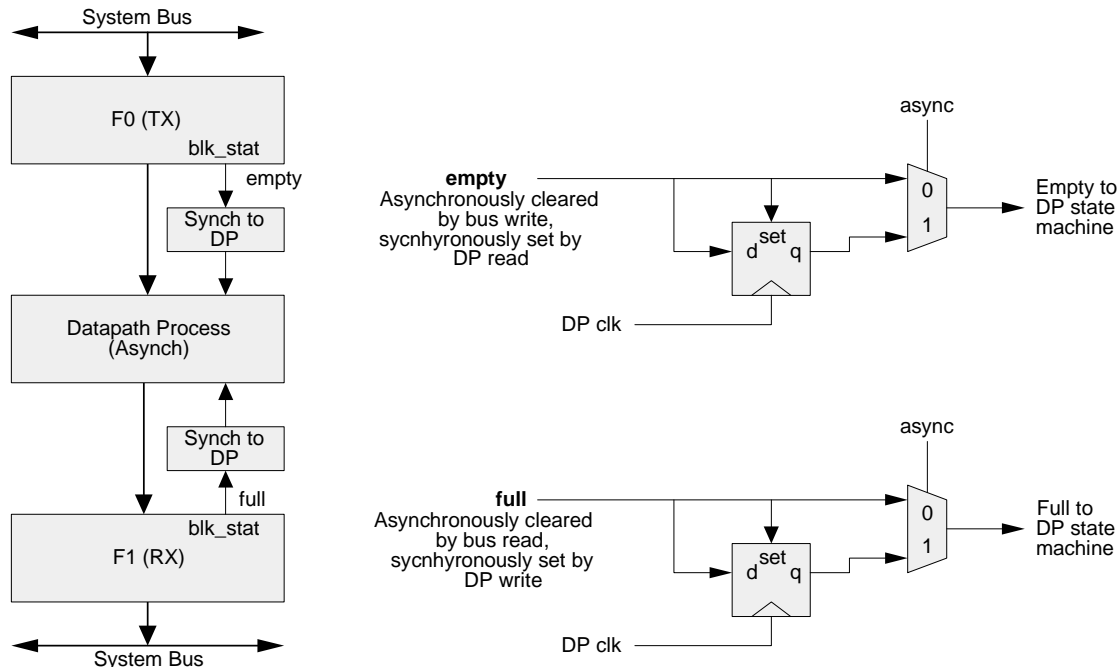 System Bus
F0 (TX)
blk_stat
empty
Synch to
DP
Datapath Process
(Asynch)
Synch to
DP
full
blk_stat
F1 (RX)
System Bus
async
empty
Asynchronously cleared
by bus write,
sycnhyronously set by
DP read
set
d q
DP clk
0
1
Empty to
DP state
machine
async
full
Asynchronously cleared
by bus read,
sycnhyronously set by
DP write
set
d q
DP clk
0
1
Full to
DP state
machine